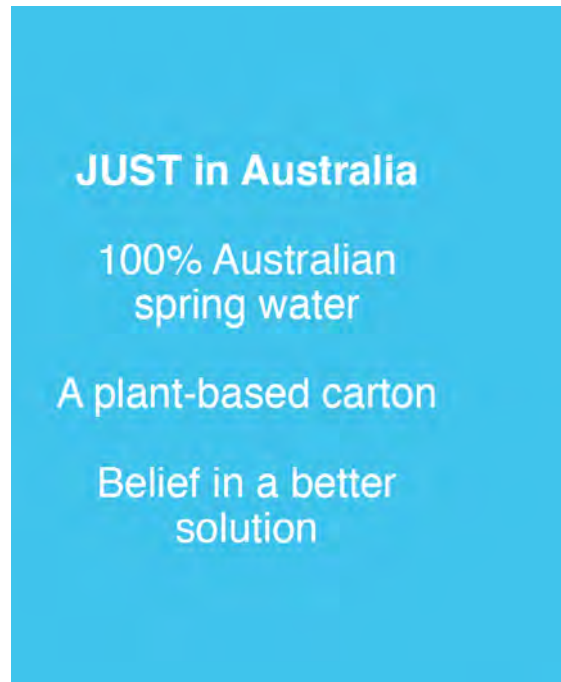 JUST in Australia
100% Australian
spring water
A plant-based carton
Belief in a better
solution